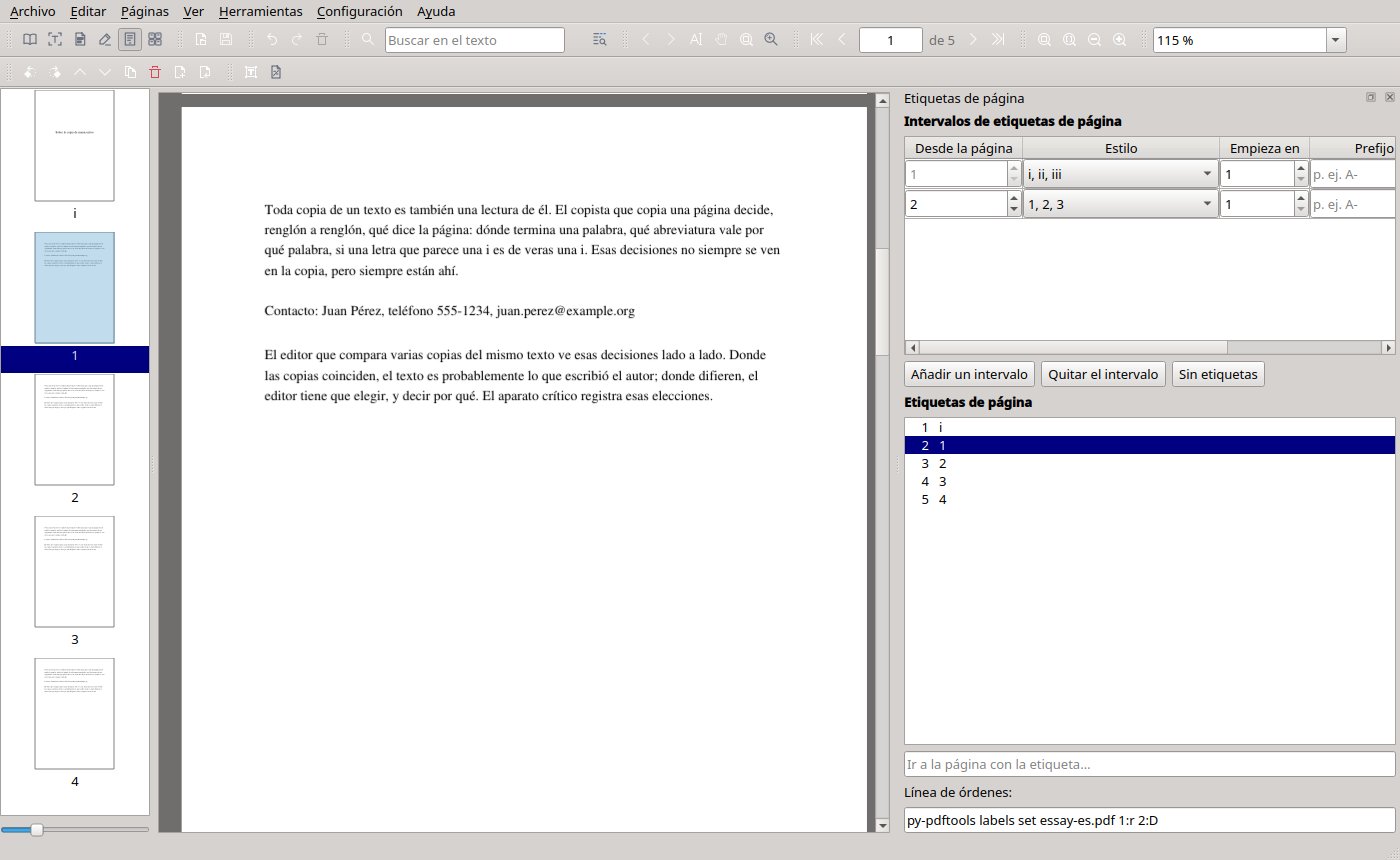 Archivo Editar Páginas Ver Herramientas Configuración Ayuda
Buscar en el texto
1 de 5
115 %
i
1
2
3
4
Toda copia de un texto es también una lectura de él. El copista que copia una página decide,
renglón a renglón, qué dice la página: dónde termina una palabra, qué abreviatura vale por
qué palabra, si una letra que parece una i es de veras una i. Esas decisiones no siempre se ven
en la copia, pero siempre están ahí.
Contacto: Juan Pérez, teléfono 555-1234, juan.perez@example.org
El editor que compara varias copias del mismo texto ve esas decisiones lado a lado. Donde
las copias coinciden, el texto es probablemente lo que escribió el autor; donde difieren, el
editor tiene que elegir, y decir por qué. El aparato crítico registra esas elecciones.
Etiquetas de página
Intervalos de etiquetas de página
Desde la página Estilo Empieza en Prefijo
1 i, ii, iii 1 p. ej. A-
2 1, 2, 3 1 p. ej. A-
Añadir un intervalo Quitar el intervalo Sin etiquetas
Etiquetas de página
1 i
2 1
3 2
4 3
5 4
Ir a la página con la etiqueta...
Línea de órdenes:
py-pdftools labels set essay-es.pdf 1:r 2:D